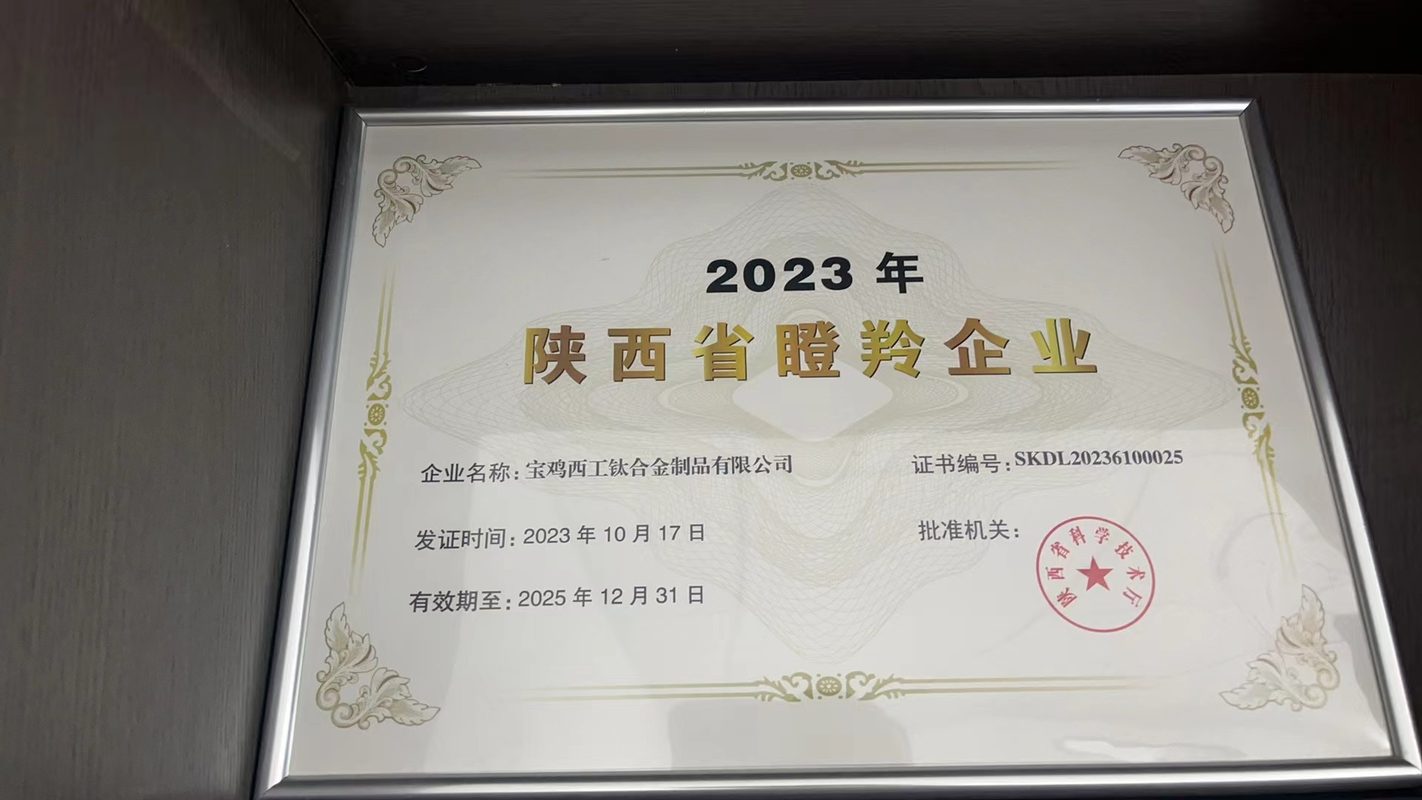 2023 年
陕西省瞪羚企业
企业名称：宝鸡西工钛合金制品有限公司
证书编号：SKDL20236100025
发证时间：2023 年 10 月 17 日
批准机关：
陕西省科学技术厅
有效期至：2025 年 12 月 31 日